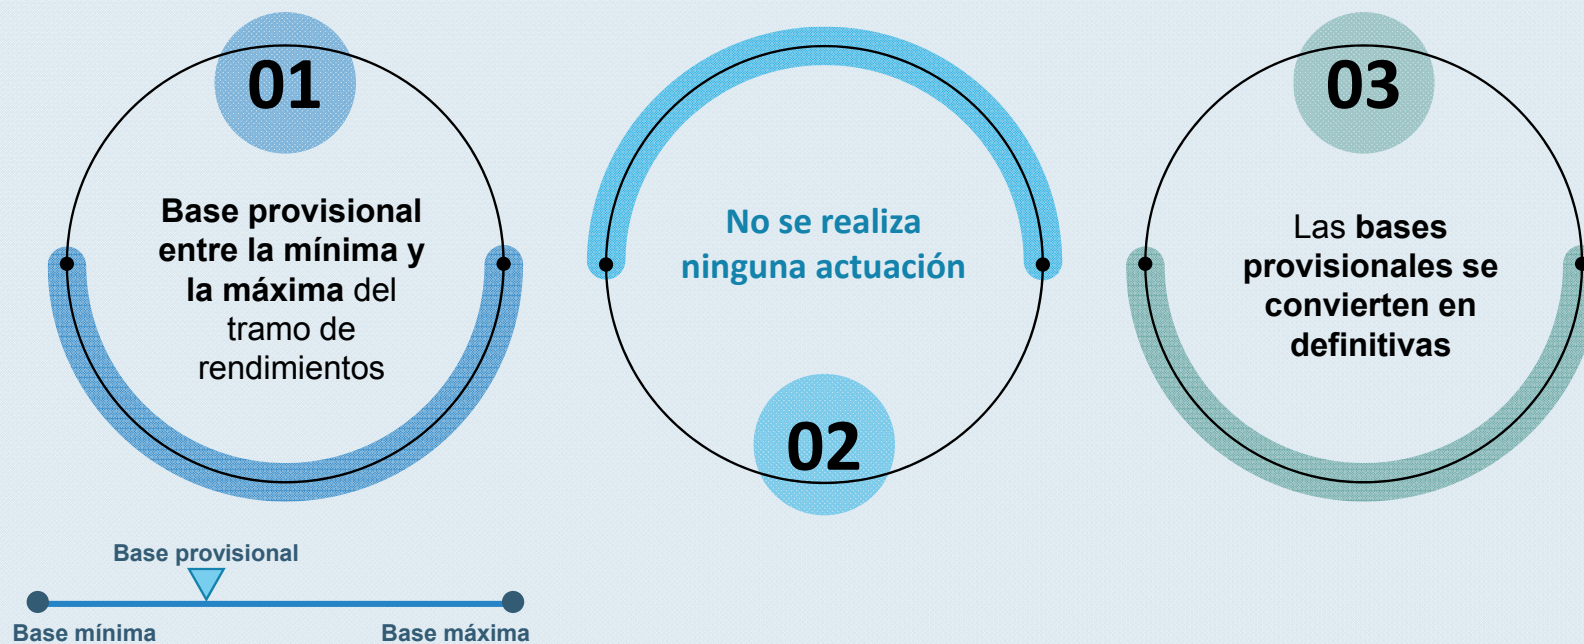 01
Base provisional
entre la mínima y
la máxima del
tramo de
rendimientos
No se realiza
ninguna actuación
02
03
Las bases
provisionales se
convierten en
definitivas
Base provisional
Base mínima
Base máxima